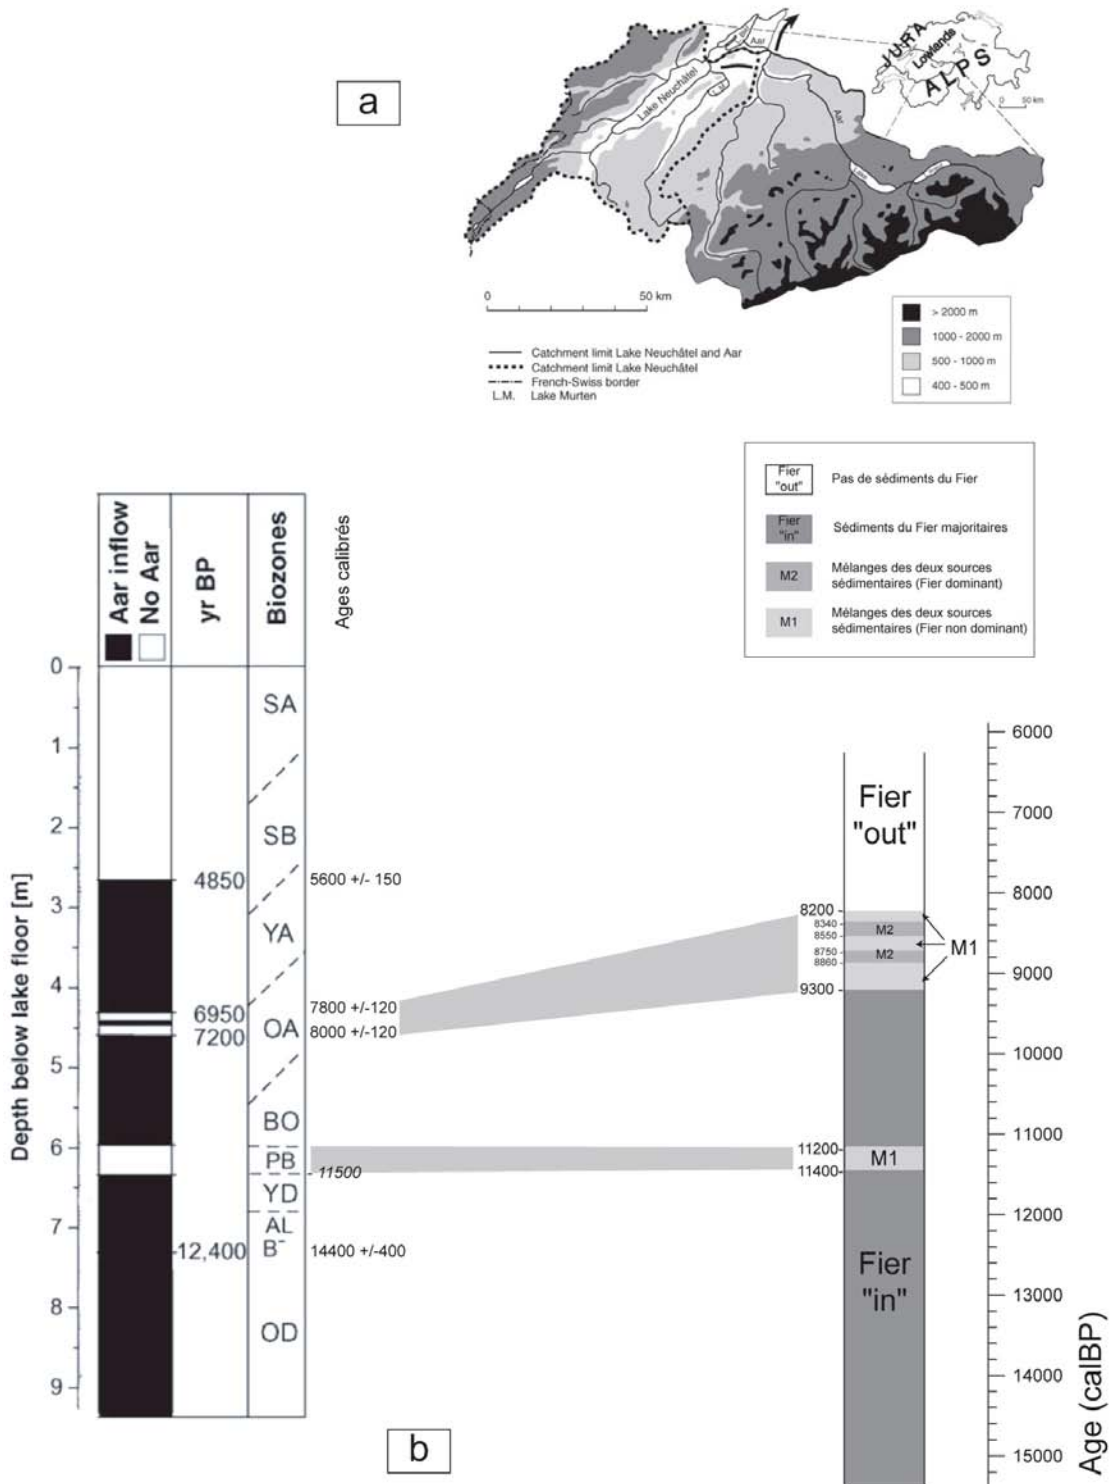 a
JURA
Lowlands
ALPS
0 50 km
Aar
Lake Neuchâtel
L.M.
Aar
0 50 km
Catchment limit Lake Neuchâtel and Aar
Catchment limit Lake Neuchâtel
French-Swiss border
L.M. Lake Murten
> 2000 m
1000 - 2000 m
500 - 1000 m
400 - 500 m
Fier "out" Pas de sédiments du Fier
Fier "in" Sédiments du Fier majoritaires
M2 Mélanges des deux sources
sédimentaires (Fier dominant)
M1 Mélanges des deux sources
sédimentaires (Fier non dominant)
Aar inflow
No Aar
yr BP
Biozones
Ages calibrés
Depth below lake floor [m]
0
1
2
3
4
5
6
7
8
9
4850
6950
7200
12,400
SA
SB
YA
OA
BO
PB
YD
AL
OD
5600 +/- 150
7800 +/-120
8000 +/-120
11500
14400 +/-400
8200
8340
8550
8750
8860
9300
11200
11400
Fier
"out"
M2
M2
M1
M1
Fier
"in"
6000
7000
8000
9000
10000
11000
12000
13000
14000
15000
Age (calBP)
b